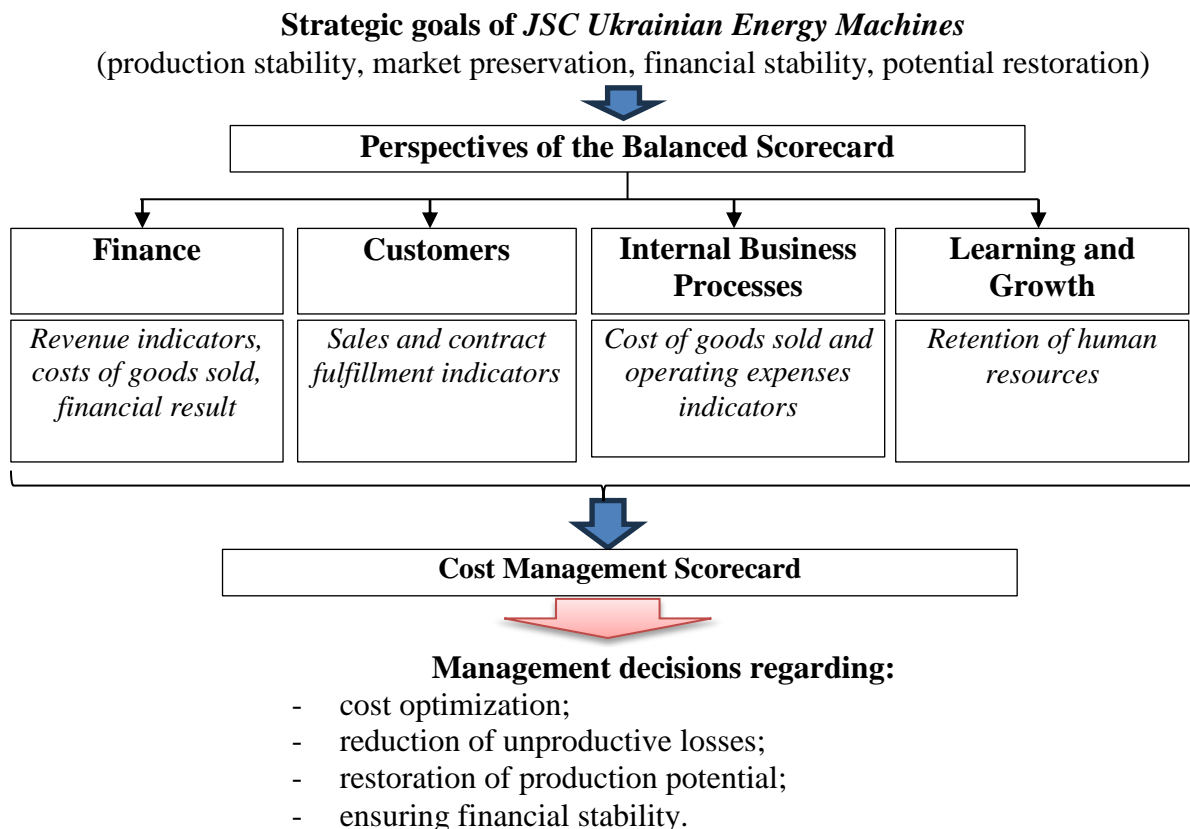 Strategic goals of JSC Ukrainian Energy Machines
(production stability, market preservation, financial stability, potential restoration)
Perspectives of the Balanced Scorecard
Finance
Customers
Internal Business
Processes
Learning and
Growth
Revenue indicators,
costs of goods sold,
financial result
Sales and contract
fulfillment indicators
Cost of goods sold and
operating expenses
indicators
Retention of human
resources
Cost Management Scorecard
Management decisions regarding:
- cost optimization;
- reduction of unproductive losses;
- restoration of production potential;
- ensuring financial stability.